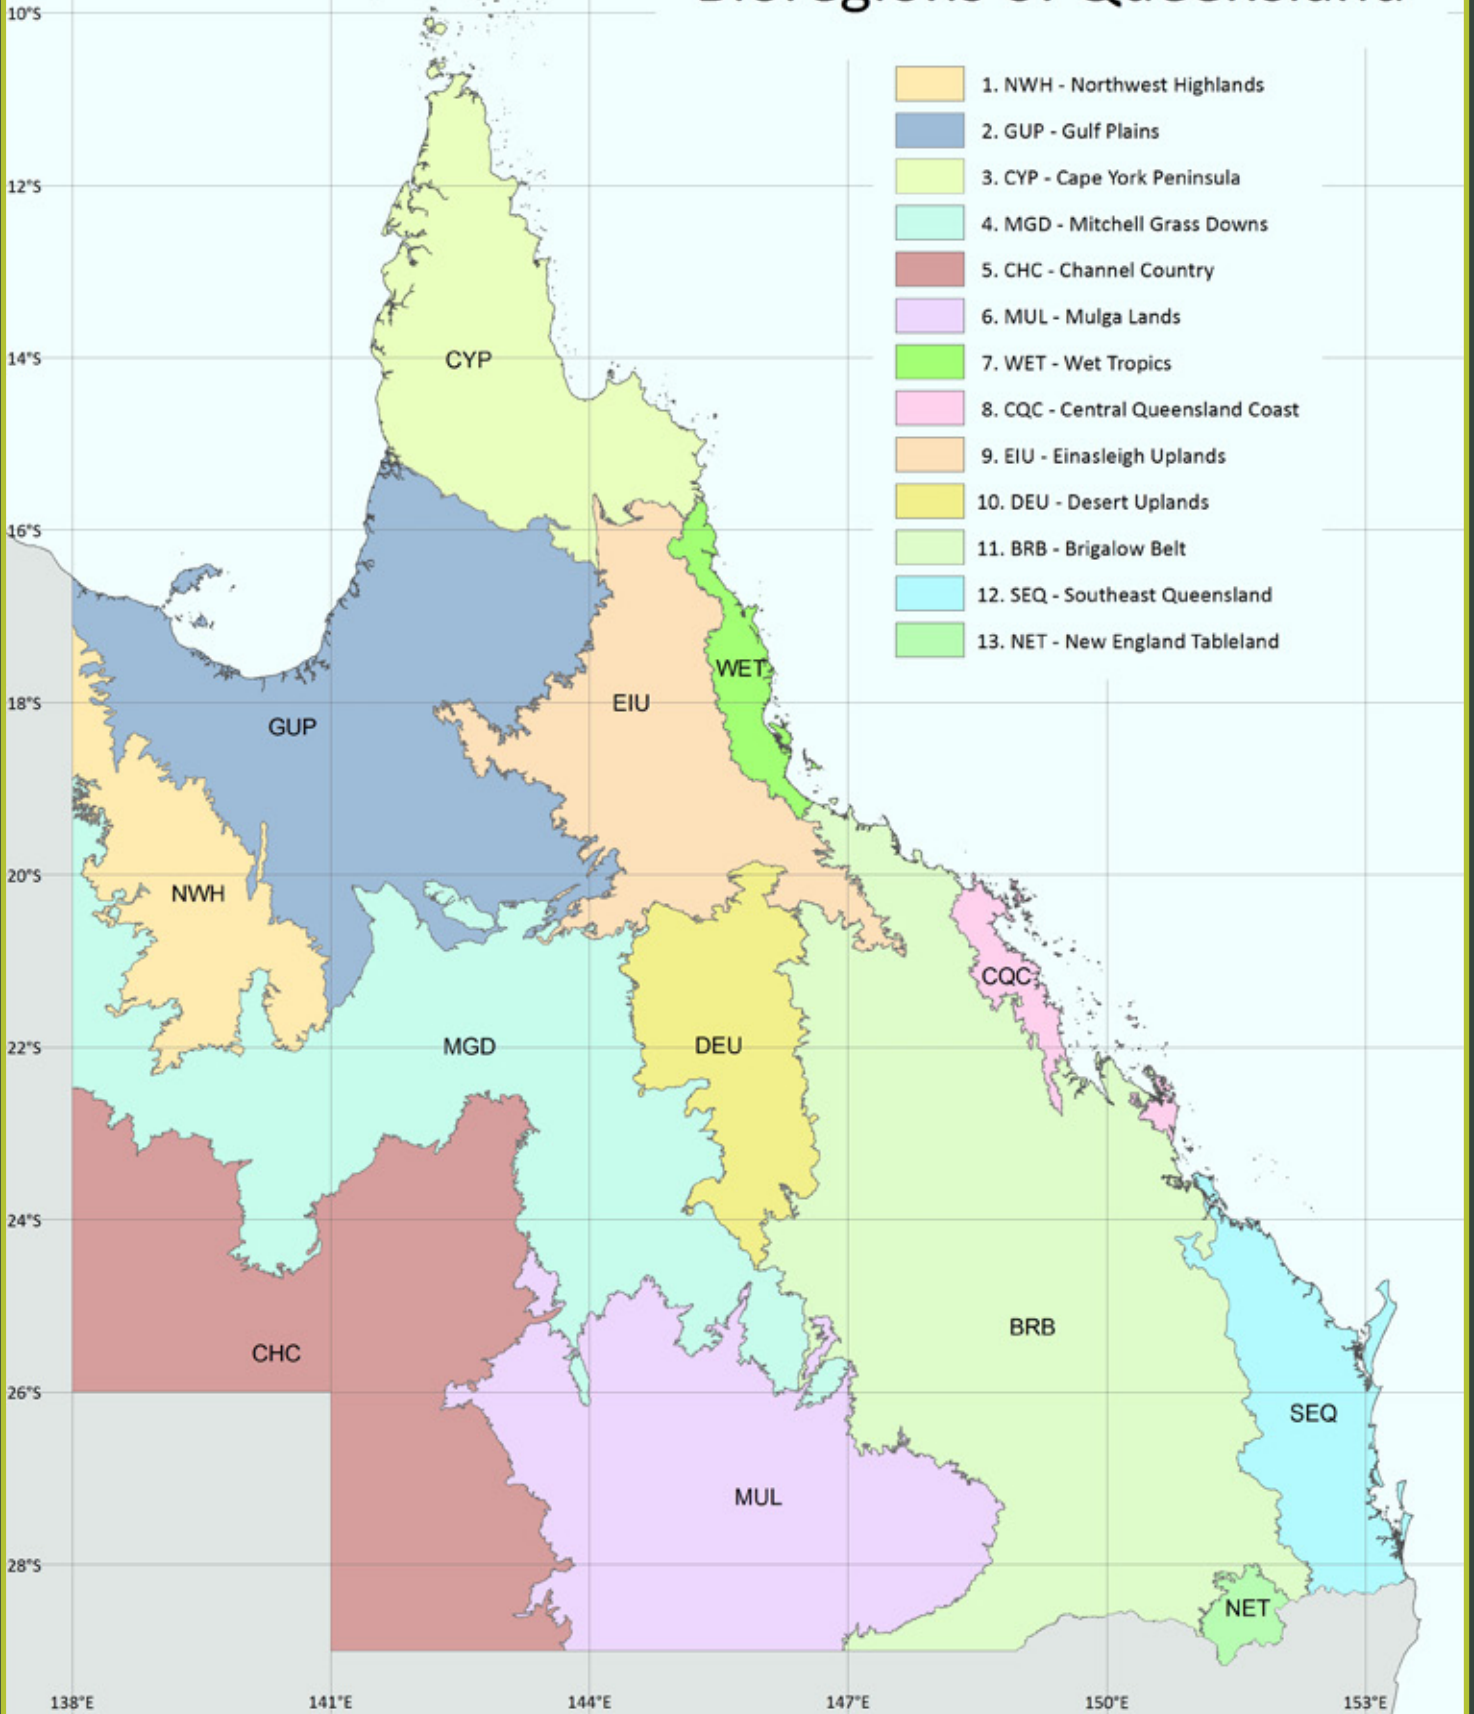 Bioregions of Queensland
10°S
1. NWH - Northwest Highlands
2. GUP - Gulf Plains
3. CYP - Cape York Peninsula
12°S
4. MGD - Mitchell Grass Downs
5. CHC - Channel Country
6. MUL - Mulga Lands
14°S
CYP
7. WET - Wet Tropics
8. CQC - Central Queensland Coast
9. EIU - Einasleigh Uplands
10. DEU - Desert Uplands
16°S
11. BRB - Brigalow Belt
12. SEQ - Southeast Queensland
13. NET - New England Tableland
WET
18°S
EIU
GUP
20°S
NWH
CQC
22°S
MGD
DEU
24°S
BRB
CHC
26°S
SEQ
MUL
28°S
NET
138°E
141°E
144°E
147°E
150°E
153°E